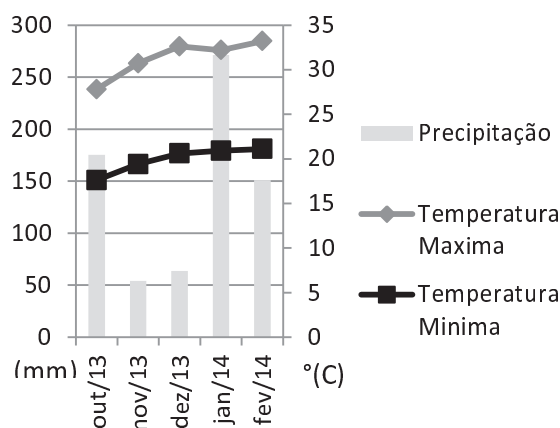 300
250
200
150
100
50
0
(mm)
35
30
25
20
15
10
5
0
°(C)
out/13
nov/13
dez/13
jan/14
fev/14
Precipitação
Temperatura
Maxima
Temperatura
Minima